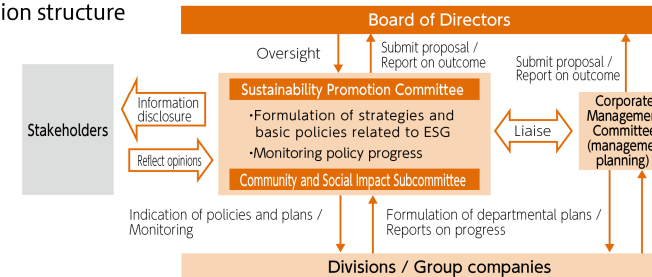 ion structure
Board of Directors
Oversight
Submit proposal /
Report on outcome
Submit proposal /
Report on outcome
Stakeholders
Information
disclosure
Reflect opinions
Sustainability Promotion Committee
・Formulation of strategies and
basic policies related to ESG
・Monitoring policy progress
Community and Social Impact Subcommittee
Liaise
Corporate
Management
Committee
(manageme
planning)
Indication of policies and plans /
Monitoring
Formulation of departmental plans /
Reports on progress
Divisions / Group companies